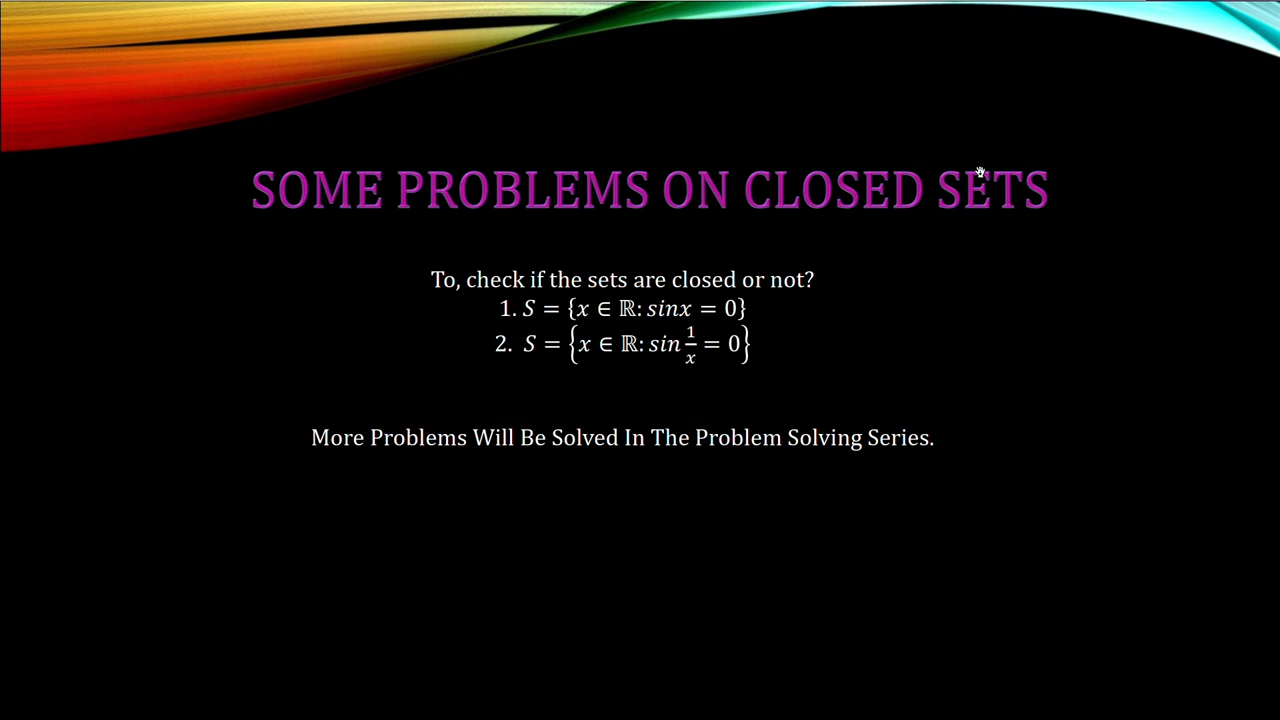 SOME PROBLEMS ON CLOSED SETS
To, check if the sets are closed or not?
1. S = {x ∈ ℝ: sinx = 0}
2. S = {x ∈ ℝ: sin 1/x = 0}
More Problems Will Be Solved In The Problem Solving Series.